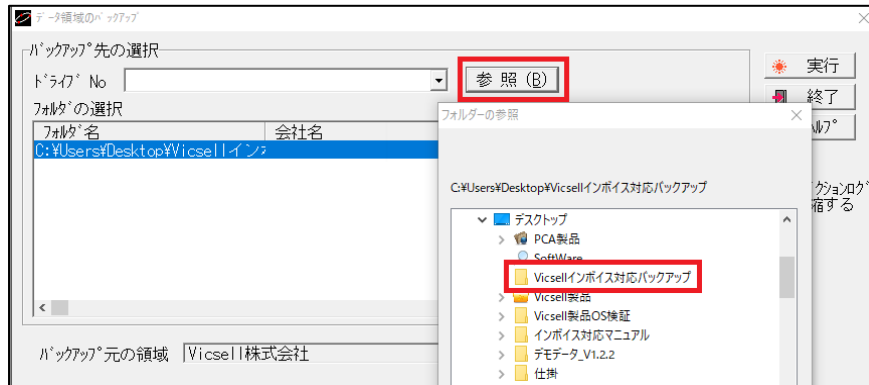 データ領域のバックアップ
バックアップ先の選択
ドライブ No
参 照 (B)
実行
終了
ヘルプ
フォルダの選択
フォルダ名 会社名
C:¥Users¥Desktop¥Vicsellイン
フォルダーの参照
C:¥Users¥Desktop¥Vicsellインボイス対応バックアップ
デスクトップ
PCA製品
SoftWare
Vicsellインボイス対応バックアップ
Vicsell製品
Vicsell製品OS検証
インボイス対応マニュアル
デモデータ_V1.2.2
仕掛
クションログ
縮する
バックアップ元の領域 Vicsell株式会社